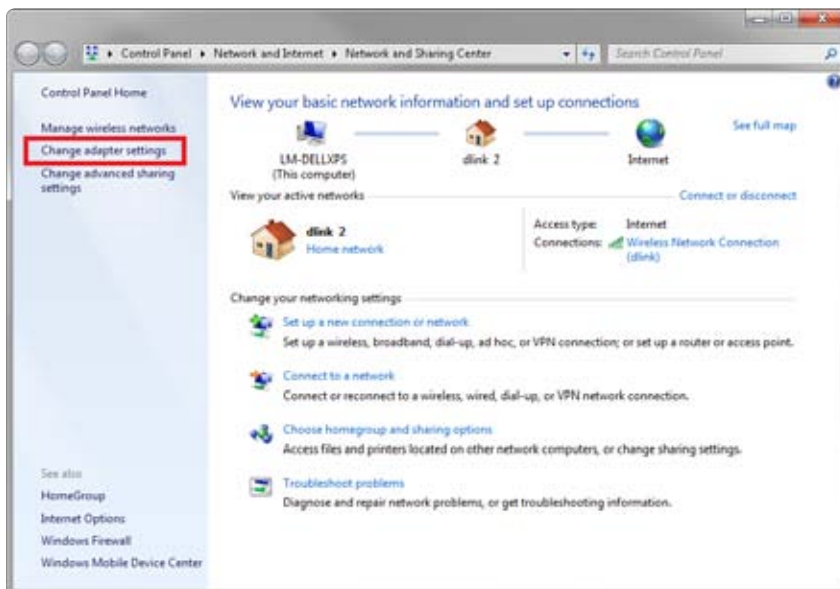 Control Panel ▸ Network and Internet ▸ Network and Sharing Center
Search Control Panel
Control Panel Home
Manage wireless networks
Change adapter settings
Change advanced sharing
settings
See also
HomeGroup
Internet Options
Windows Firewall
Windows Mobile Device Center
View your basic network information and set up connections
See full map
LM-DELLXPS
(This computer)
dlink 2
Internet
View your active networks
Connect or disconnect
dlink 2
Home network
Access type: Internet
Connections: Wireless Network Connection
(dlink)
Change your networking settings
Set up a new connection or network
Set up a wireless, broadband, dial-up, ad hoc, or VPN connection; or set up a router or access point.
Connect to a network
Connect or reconnect to a wireless, wired, dial-up, or VPN network connection.
Choose homegroup and sharing options
Access files and printers located on other network computers, or change sharing settings.
Troubleshoot problems
Diagnose and repair network problems, or get troubleshooting information.